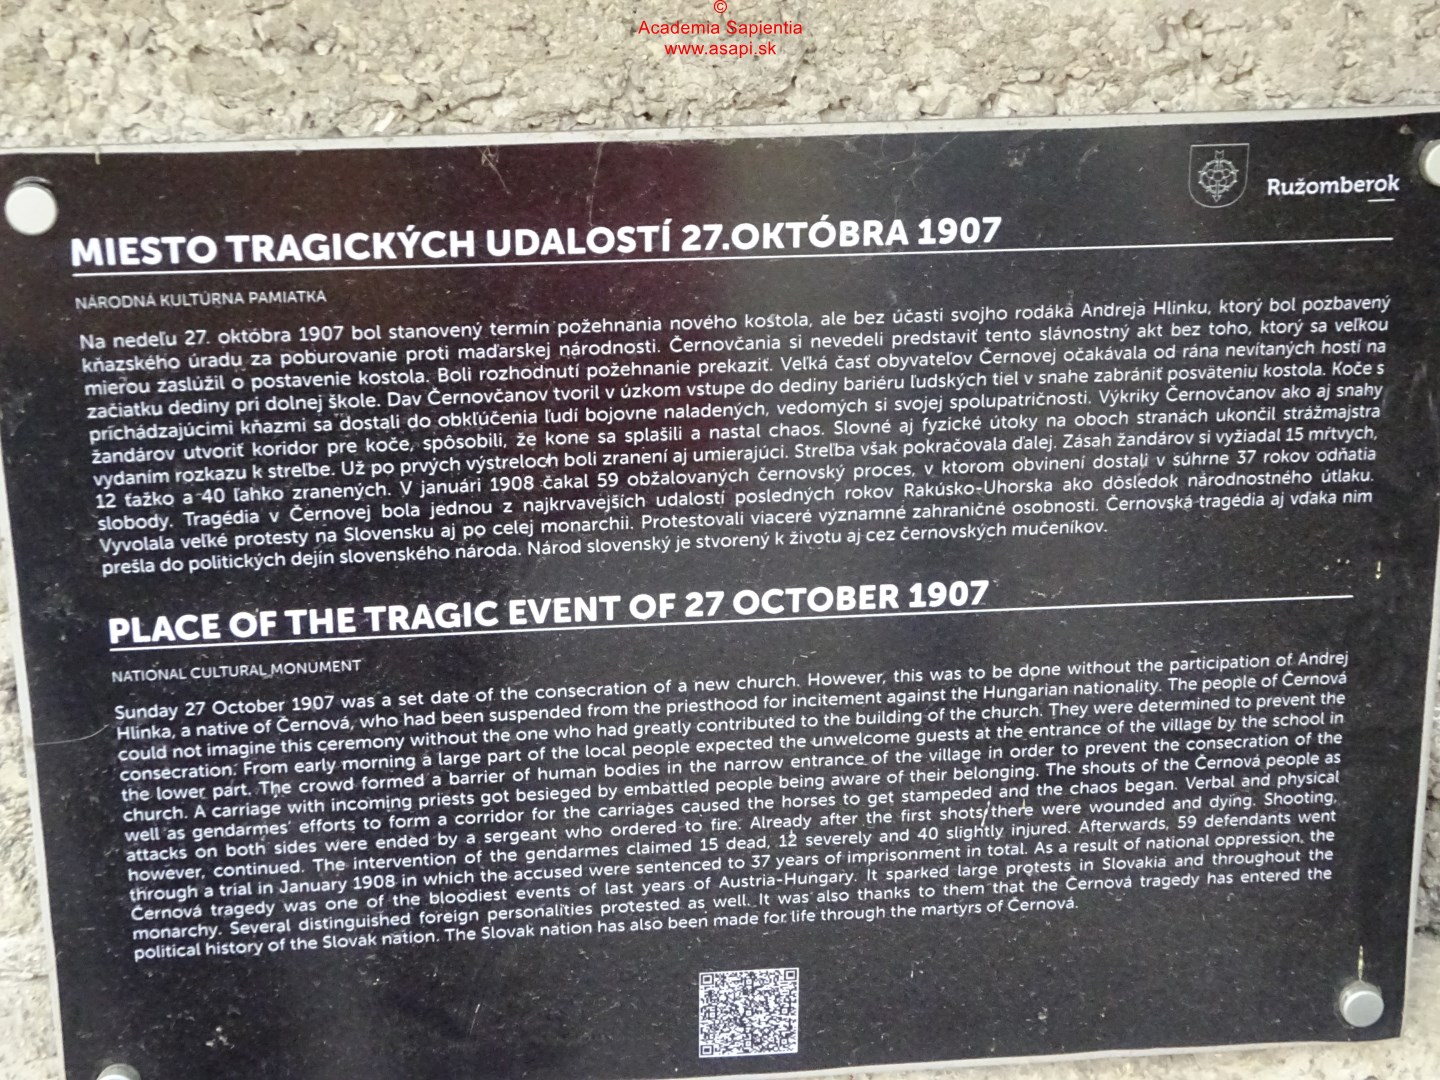 ©
Academia Sapientia
www.asapi.sk
Ružomberok
MIESTO TRAGICKÝCH UDALOSTÍ 27.OKTÓBRA 1907
NÁRODNÁ KULTÚRNA PAMIATKA
Na nedeľu 27. októbra 1907 bol stanovený termín požehnania nového kostola, ale bez účasti svojho rodáka Andreja Hlinku, ktorý bol pozbavený
kňazského úradu za poburovanie proti maďarskej národnosti. Černovčania si nevedeli predstaviť tento slávnostný akt bez toho, ktorý sa veľkou
mierou zaslúžil o postavenie kostola. Boli rozhodnutí požehnanie prekaziť. Veľká časť obyvateľov Černovej očakávala od rána nevítaných hostí na
začiatku dediny pri dolnej škole. Dav Černovčanov tvoril v úzkom vstupe do dediny bariéru ľudských tiel v snahe zabrániť posväteniu kostola. Koče s
prichádzajúcimi kňazmi sa dostali do obkľúčenia ľudí bojovne naladených, vedomých si svojej spolupatričnosti. Výkriky Černovčanov ako aj snahy
žandárov utvoriť koridor pre koče, spôsobili, že kone sa splašili a nastal chaos. Slovné aj fyzické útoky na oboch stranách ukončil strážmajstra
vydaním rozkazu k streľbe. Už po prvých výstreloch boli zranení aj umierajúci. Streľba však pokračovala ďalej. Zásah žandárov si vyžiadal 15 mŕtvych,
12 ťažko a 40 ľahko zranených. V januári 1908 čakal 59 obžalovaných černovský proces, v ktorom obvinení dostali v súhrne 37 rokov odňatia
slobody. Tragédia v Černovej bola jednou z najkrvavejších udalostí posledných rokov Rakúsko-Uhorska ako dôsledok národnostného útlaku.
Vyvolala veľké protesty na Slovensku aj po celej monarchii. Protestovali viaceré významné zahraničné osobnosti. Černovská tragédia aj vďaka nim
prešla do politických dejín slovenského národa. Národ slovenský je stvorený k životu aj cez černovských mučeníkov.
PLACE OF THE TRAGIC EVENT OF 27 OCTOBER 1907
NATIONAL CULTURAL MONUMENT
Sunday 27 October 1907 was a set date of the consecration of a new church. However, this was to be done without the participation of Andrej
Hlinka, a native of Černová, who had been suspended from the priesthood for incitement against the Hungarian nationality. The people of Černová
could not imagine this ceremony without the one who had greatly contributed to the building of the church. They were determined to prevent the
consecration. From early morning a large part of the local people expected the unwelcome guests at the entrance of the village by the school in
the lower part. The crowd formed a barrier of human bodies in the narrow entrance of the village in order to prevent the consecration of the
church. A carriage with incoming priests got besieged by embattled people being aware of their belonging. The shouts of the Černová people as
well as gendarmes' efforts to form a corridor for the carriages caused the horses to get stampeded and the chaos began. Verbal and physical
attacks on both sides were ended by a sergeant who ordered to fire. Already after the first shots there were wounded and dying. Shooting,
however, continued. The intervention of the gendarmes claimed 15 dead, 12 severely and 40 slightly injured. Afterwards, 59 defendants went
through a trial in January 1908 in which the accused were sentenced to 37 years of imprisonment in total. As a result of national oppression, the
Černová tragedy was one of the bloodiest events of last years of Austria-Hungary. It sparked large protests in Slovakia and throughout the
monarchy. Several distinguished foreign personalities protested as well. It was also thanks to them that the Černová tragedy has entered the
political history of the Slovak nation. The Slovak nation has also been made for life through the martyrs of Černová.